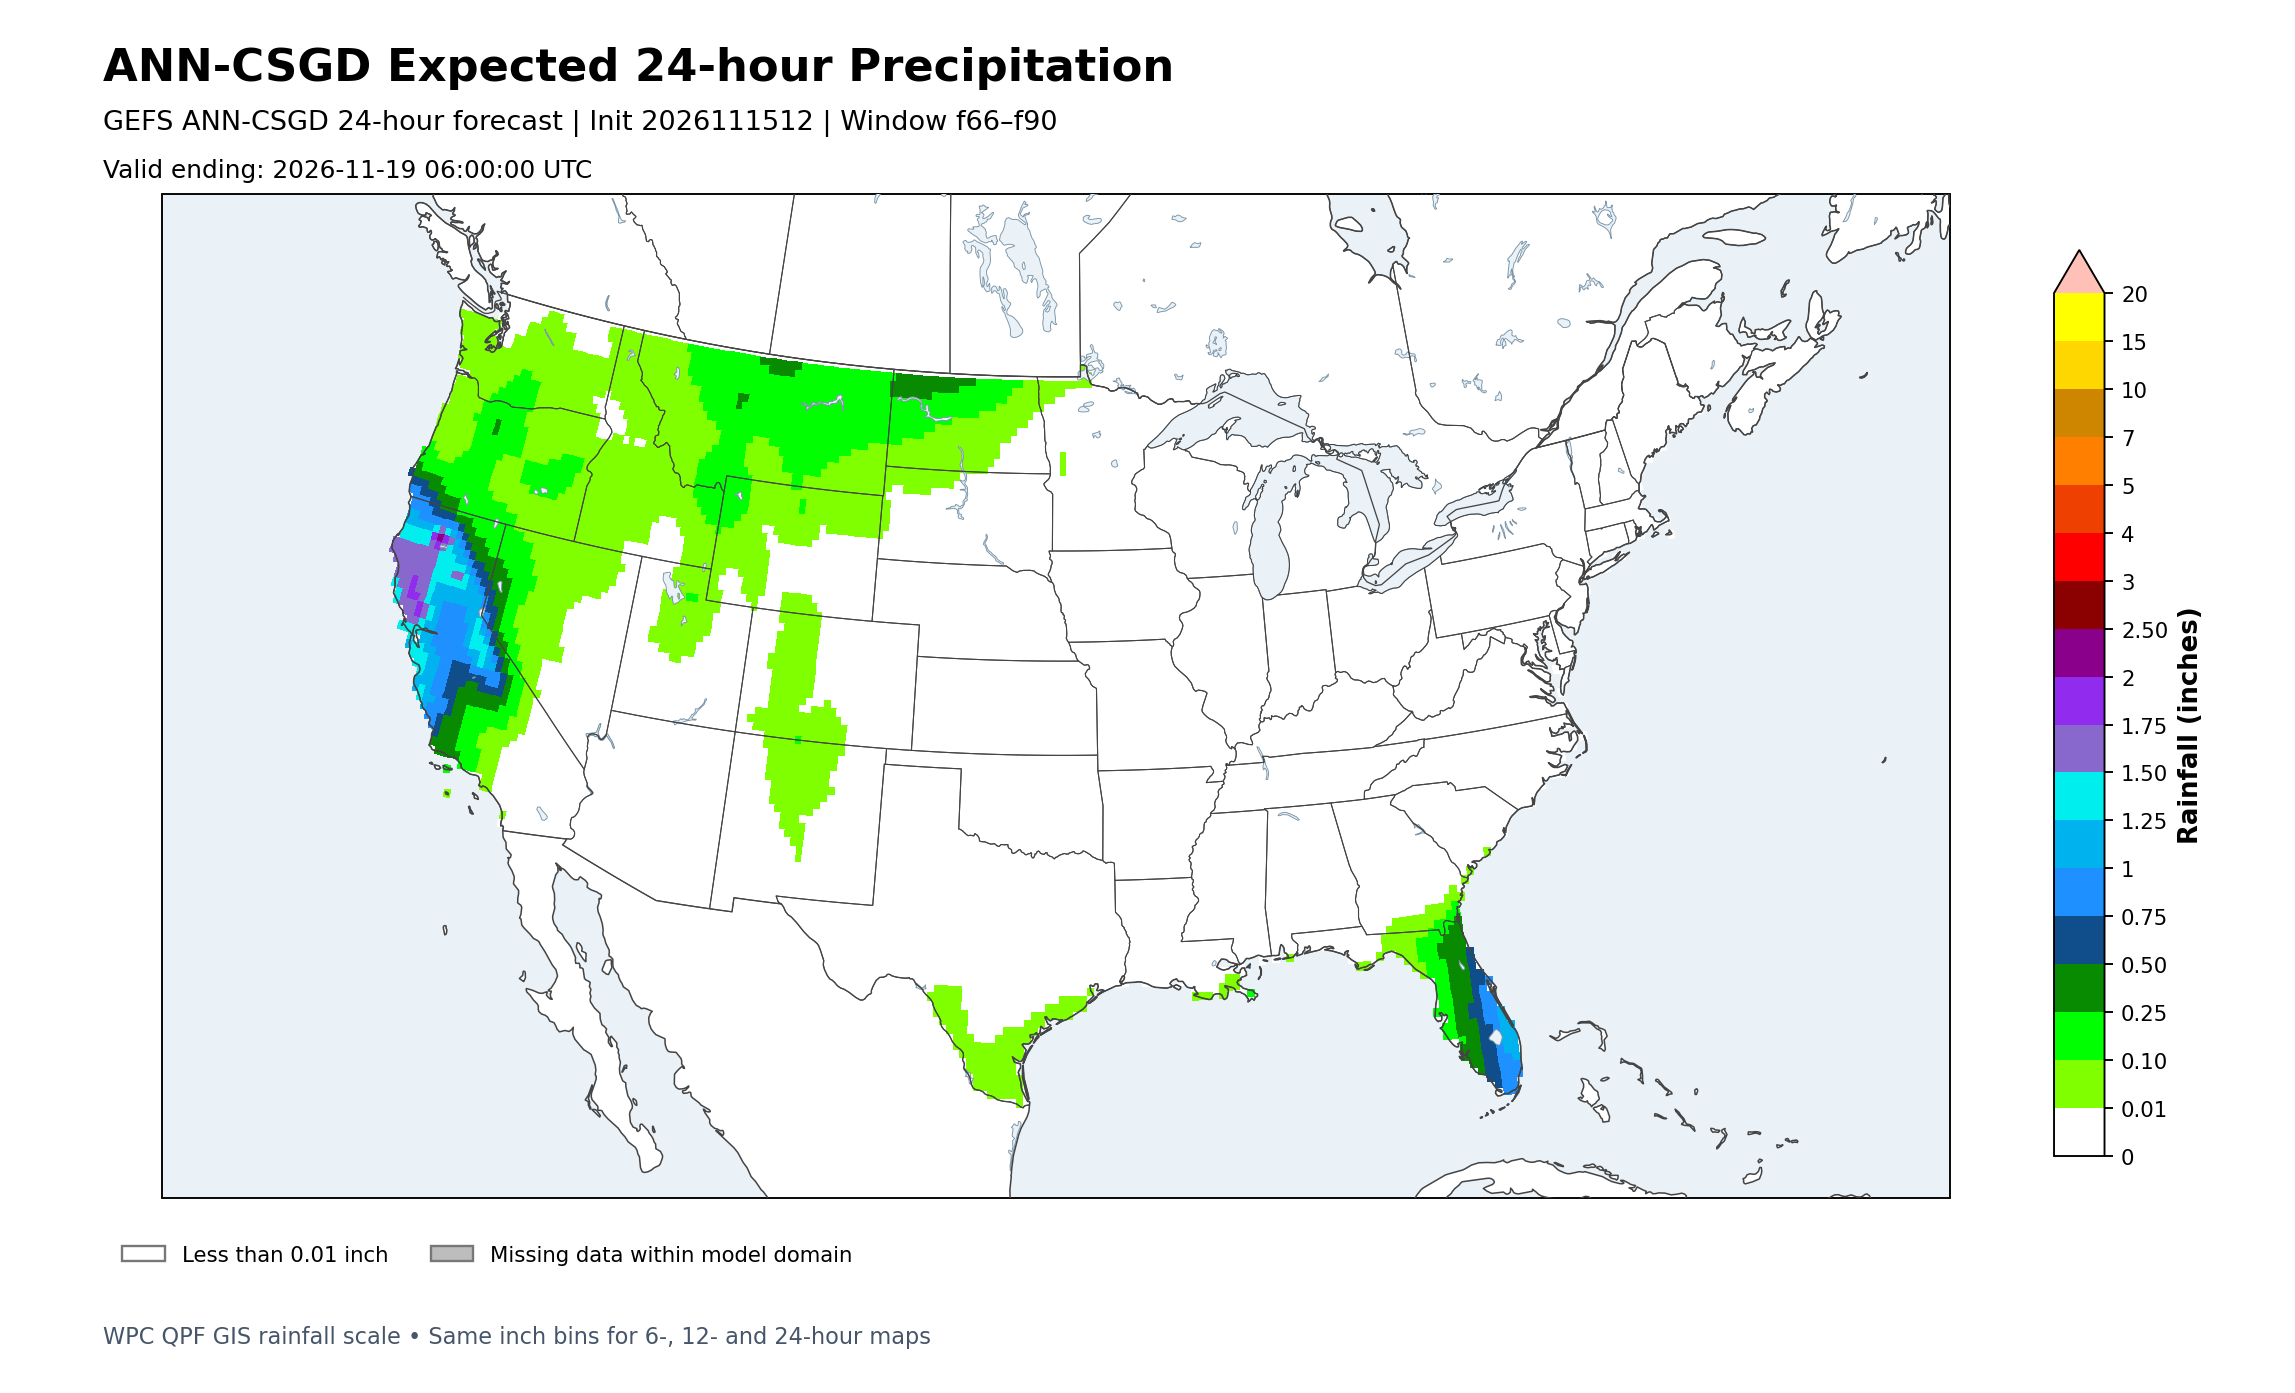 ANN-CSGD Expected 24-hour Precipitation
GEFS ANN-CSGD 24-hour forecast | Init 2026111512 | Window f66–f90
Valid ending: 2026-11-19 06:00:00 UTC
20
15
10
7
5
4
3
2.50
2
1.75
1.50
1.25
1
0.75
0.50
0.25
0.10
0.01
0
Rainfall (inches)
Less than 0.01 inch
Missing data within model domain
WPC QPF GIS rainfall scale • Same inch bins for 6-, 12- and 24-hour maps